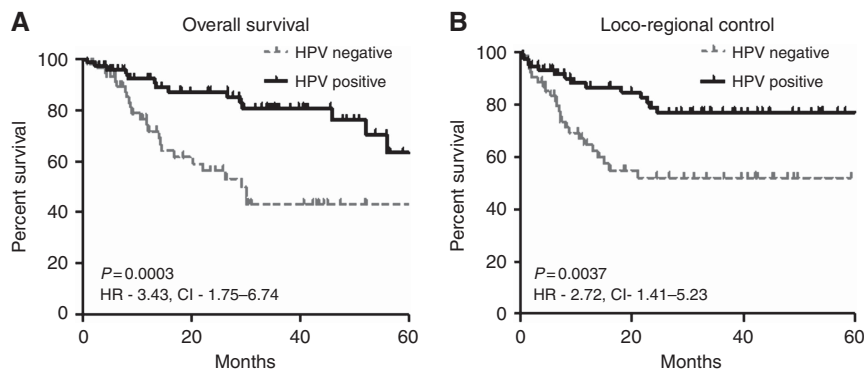 A
Overall survival
HPV negative
HPV positive
Percent survival
100
80
60
40
20
0
P=0.0003
HR - 3.43, CI - 1.75–6.74
0
20
40
60
Months
B
Loco-regional control
HPV negative
HPV positive
Percent survival
100
80
60
40
20
0
P=0.0037
HR - 2.72, CI- 1.41–5.23
0
20
40
60
Months